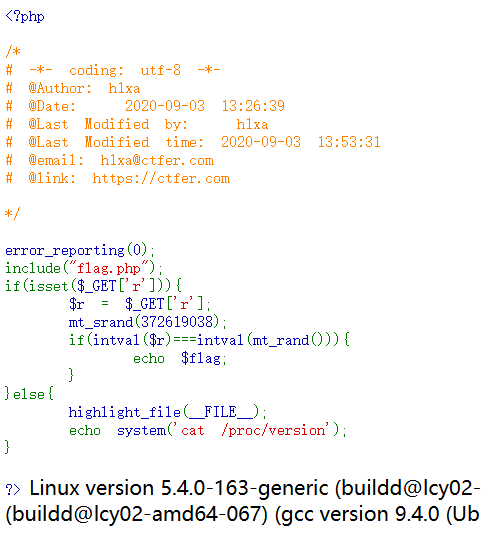 <?php
/*
# -*- coding: utf-8 -*-
# @Author: hlxa
# @Date: 2020-09-03 13:26:39
# @Last Modified by: hlxa
# @Last Modified time: 2020-09-03 13:53:31
# @email: hlxa@ctfer.com
# @link: https://ctfer.com
*/
error_reporting(0);
include("flag.php");
if(isset($_GET['r'])){
$r = $_GET['r'];
mt_srand(372619038);
if(intval($r)===intval(mt_rand())){
echo $flag;
}
}else{
highlight_file(__FILE__);
echo system('cat /proc/version');
}
?> Linux version 5.4.0-163-generic (buildd@lcy02-
(buildd@lcy02-amd64-067) (gcc version 9.4.0 (Ub